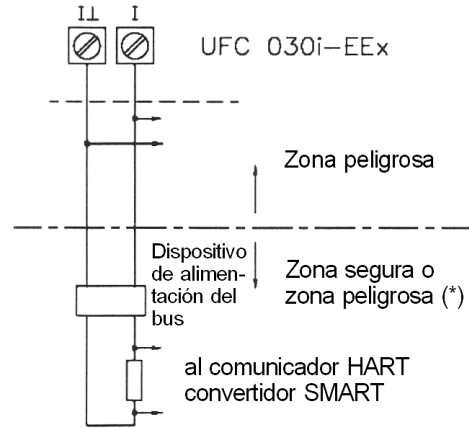 I⊥ I
UFC 030i-EEx
Zona peligrosa
Dispositivo
de alimen-
tación del
bus
Zona segura o
zona peligrosa (*)
al comunicador HART
convertidor SMART